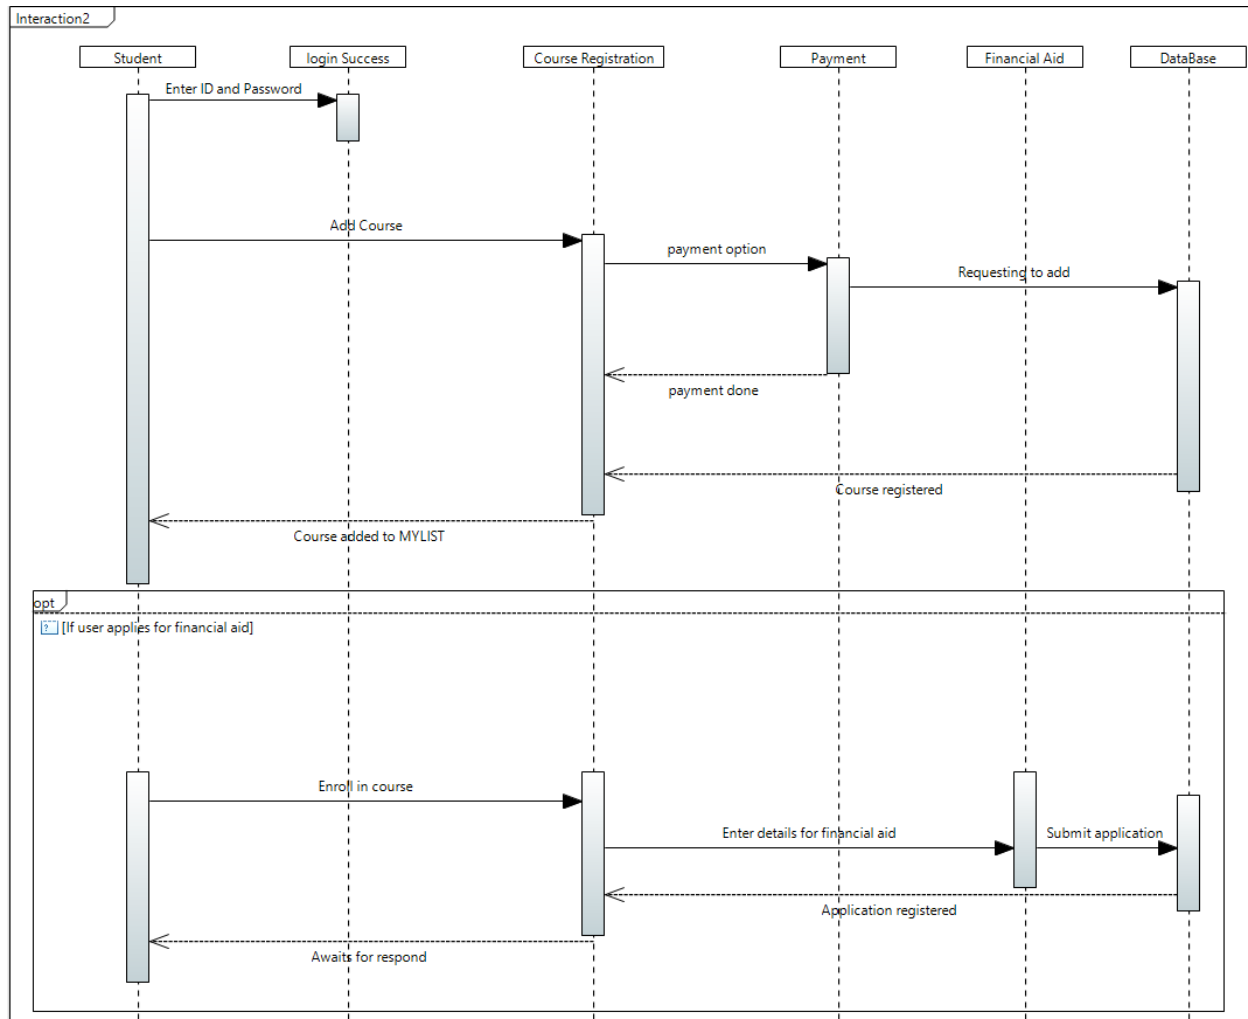 Interaction2
Student
login Success
Course Registration
Payment
Financial Aid
DataBase
Enter ID and Password
Add Course
payment option
Requesting to add
payment done
Course registered
Course added to MYLIST
opt
? [If user applies for financial aid]
Enroll in course
Enter details for financial aid
Submit application
Application registered
Awaits for respond